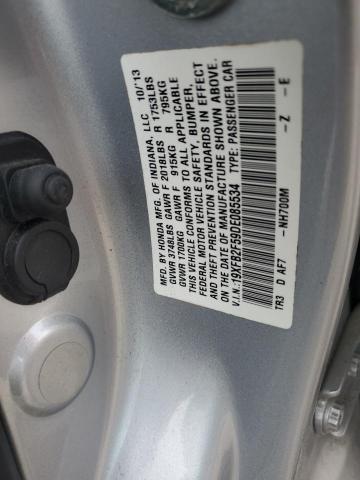 MFD. BY HONDA MFG. OF INDIANA, LLC 10/13
GVWR 3748LBS GAWR F 2018LBS R 1753LBS
GVWR 1700KG GAWR F 915KG R 795KG
THIS VEHICLE CONFORMS TO ALL APPLICABLE
FEDERAL MOTOR VEHICLE SAFETY, BUMPER,
AND THEFT PREVENTION STANDARDS IN EFFECT
ON THE DATE OF MANUFACTURE SHOWN ABOVE.
V.I.N.:19XFB2F59DE085534 TYPE: PASSENGER CAR
TR3 D AF7 -NH700M -Z -E